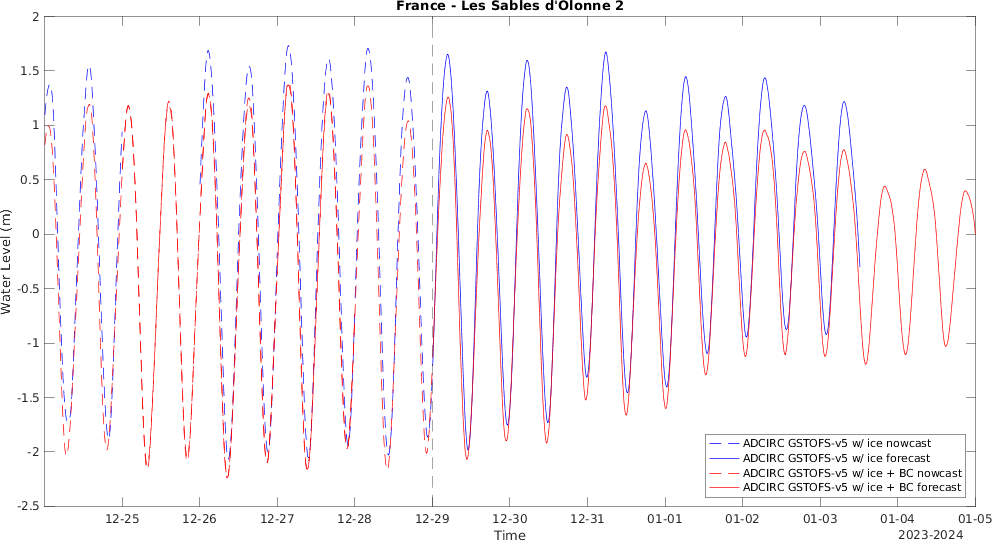 France - Les Sables d'Olonne 2
2
1.5
1
0.5
0
-0.5
-1
-1.5
-2
-2.5
Water Level (m)
12-25 12-26 12-27 12-28 12-29 12-30 12-31 01-01 01-02 01-03 01-04 01-05
Time
2023-2024
ADCIRC GSTOFS-v5 w/ ice nowcast
ADCIRC GSTOFS-v5 w/ ice forecast
ADCIRC GSTOFS-v5 w/ ice + BC nowcast
ADCIRC GSTOFS-v5 w/ ice + BC forecast